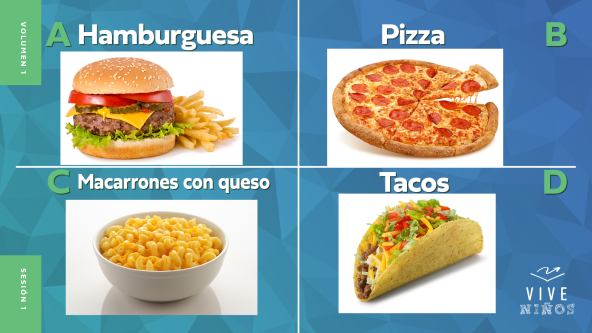 VOLUMEN 1
A Hamburguesa
Pizza B
C Macarrones con queso
Tacos D
SESIÓN 1
VIVE
NIÑOS